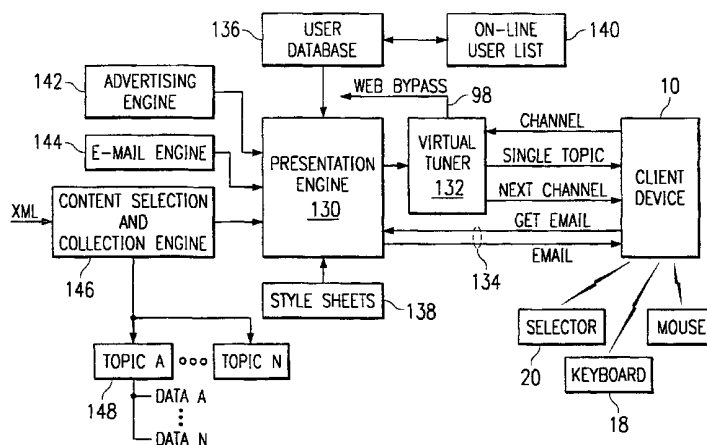 136
USER
DATABASE
ON-LINE
USER LIST
140
142
ADVERTISING
ENGINE
WEB BYPASS
98
10
144
E-MAIL ENGINE
PRESENTATION
ENGINE
130
VIRTUAL
TUNER
132
CHANNEL
SINGLE TOPIC
NEXT CHANNEL
CLIENT
DEVICE
XML
CONTENT SELECTION
AND
COLLECTION ENGINE
GET EMAIL
EMAIL
134
146
STYLE SHEETS
138
SELECTOR
20
MOUSE
KEYBOARD
18
TOPIC A
TOPIC N
148
DATA A
DATA N